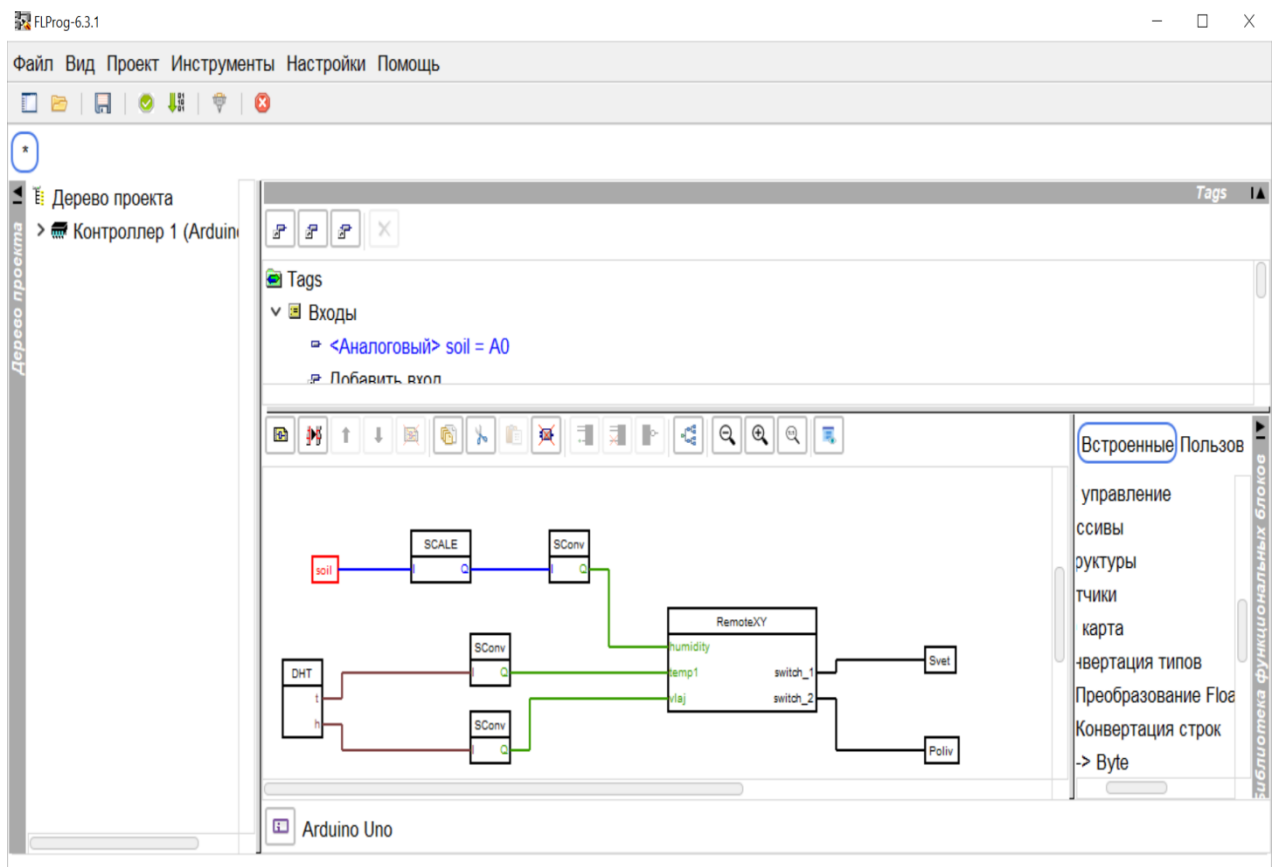 FLProg-6.3.1
Файл Вид Проект Инструменты Настройки Помощь
*
Дерево проекта
Дерево проекта
Контроллер 1 (Arduin
Tags
Tags
Входы
<Аналоговый> soil = A0
Добавить вход
Встроенные Пользов
управление
ссивы
руктуры
тчики
карта
нвертация типов
Преобразование Floa
Конвертация строк
-> Byte
Библиотека функциональных блоков
SCALE
SConv
soil
I Q
I Q
RemoteXY
SConv
humidity
DHT
I Q
temp1
switch_1
Svet
t
vlaj
switch_2
h
SConv
I Q
Poliv
Arduino Uno